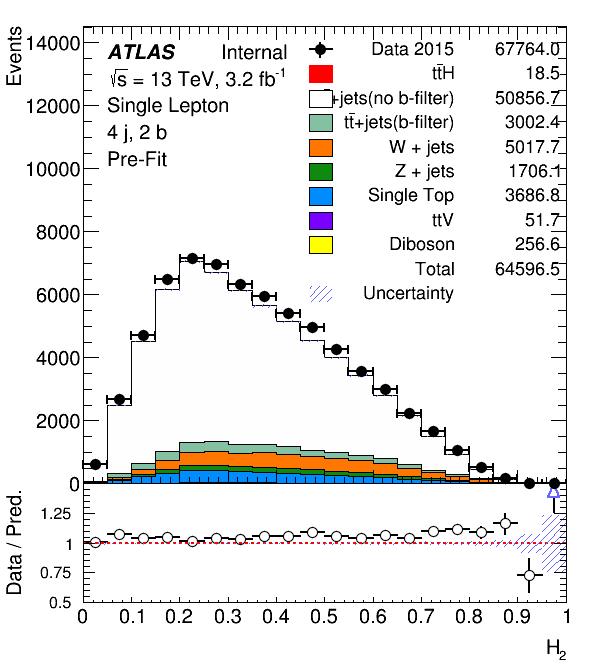 Events
14000
12000
10000
8000
6000
4000
2000
0
ATLAS Internal
√s = 13 TeV, 3.2 fb⁻¹
Single Lepton
4 j, 2 b
Pre-Fit
Data 2015 67764.0
tt̄H 18.5
+jets(no b-filter) 50856.7
tt̄+jets(b-filter) 3002.4
W + jets 5017.7
Z + jets 1706.1
Single Top 3686.8
ttV 51.7
Diboson 256.6
Total 64596.5
Uncertainty
Data / Pred.
1.25
1
0.75
0.5
0 0.1 0.2 0.3 0.4 0.5 0.6 0.7 0.8 0.9 1
H₂